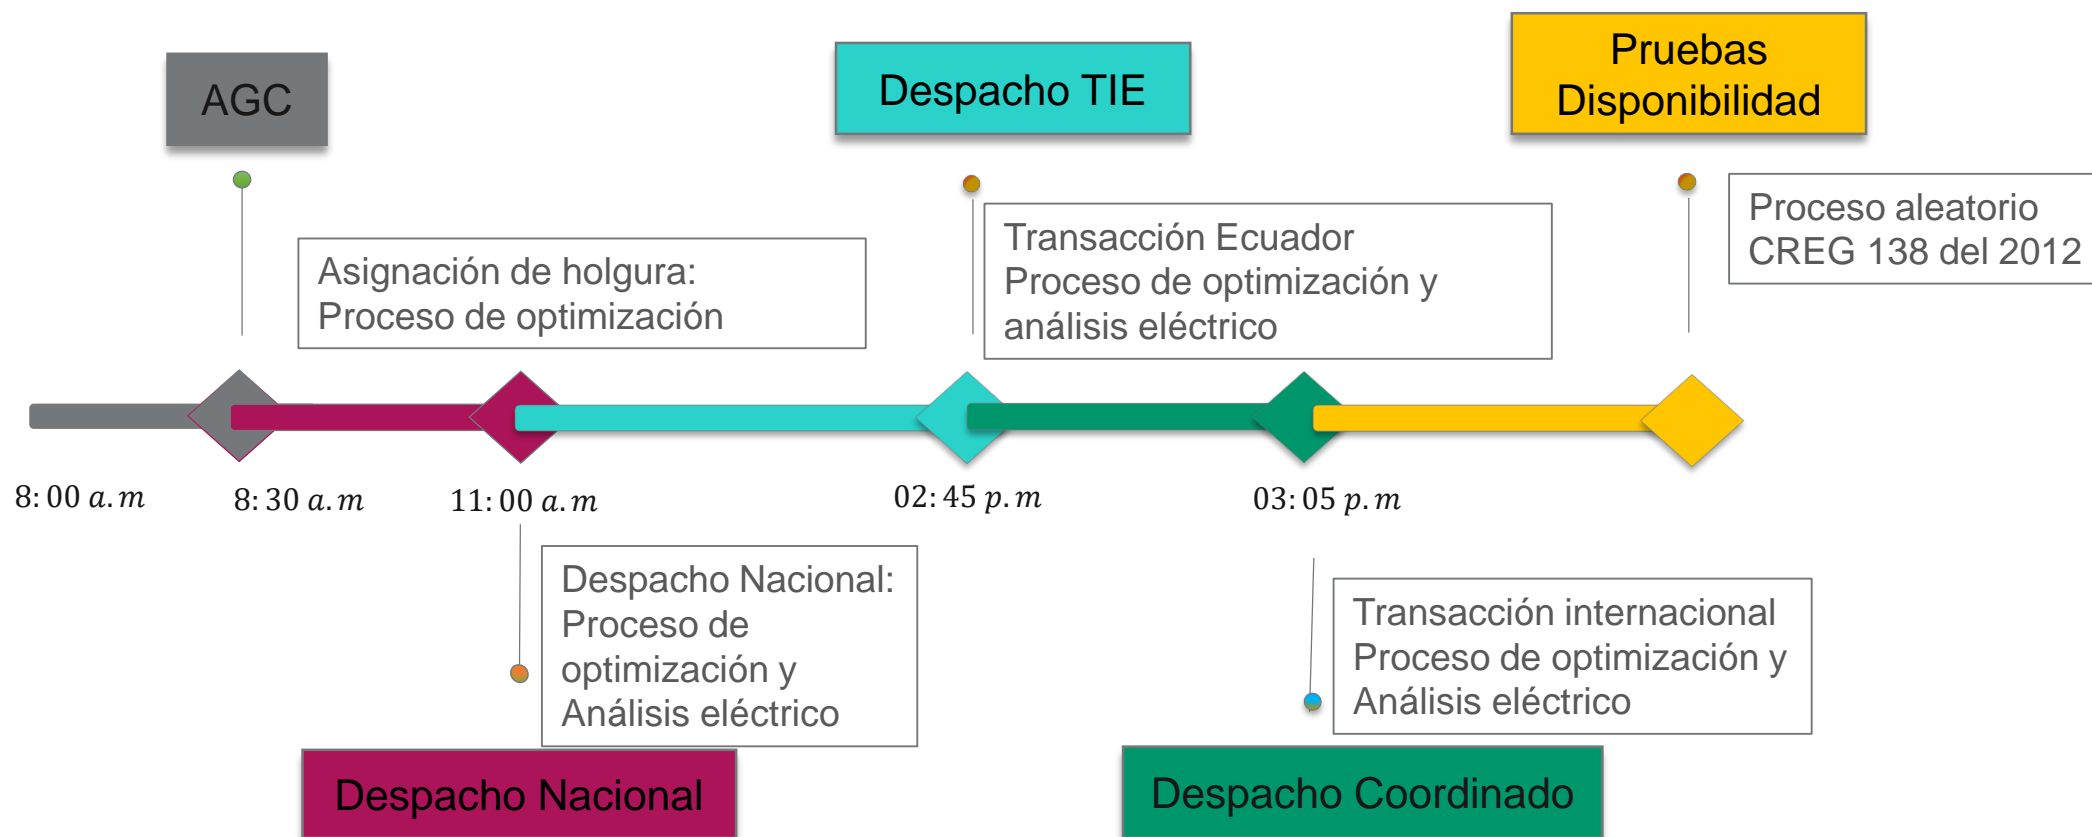 AGC
Despacho TIE
Pruebas
Disponibilidad
Asignación de holgura:
Proceso de optimización
Transacción Ecuador
Proceso de optimización y
análisis eléctrico
Proceso aleatorio
CREG 138 del 2012
8:00 a.m
8:30 a.m
11:00 a.m
02:45 p.m
03:05 p.m
Despacho Nacional:
Proceso de
optimización y
Análisis eléctrico
Transacción internacional
Proceso de optimización y
Análisis eléctrico
Despacho Nacional
Despacho Coordinado